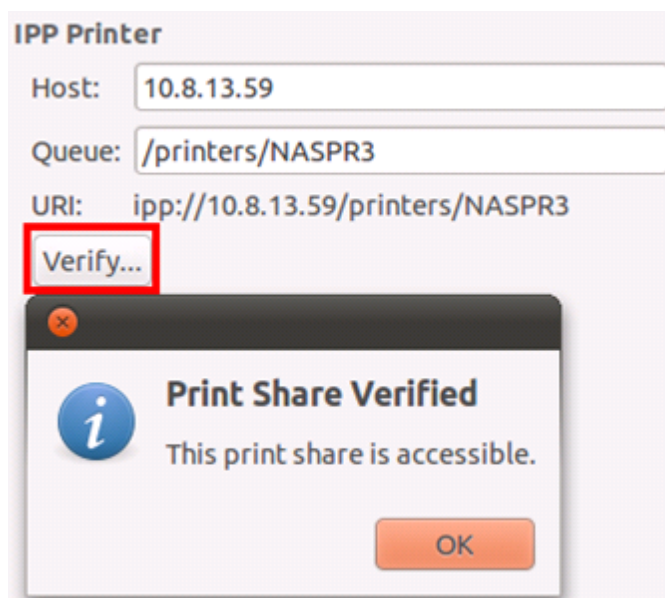 IPP Printer
Host: 10.8.13.59
Queue: /printers/NASPR3
URI: ipp://10.8.13.59/printers/NASPR3
Verify...
Print Share Verified
This print share is accessible.
OK